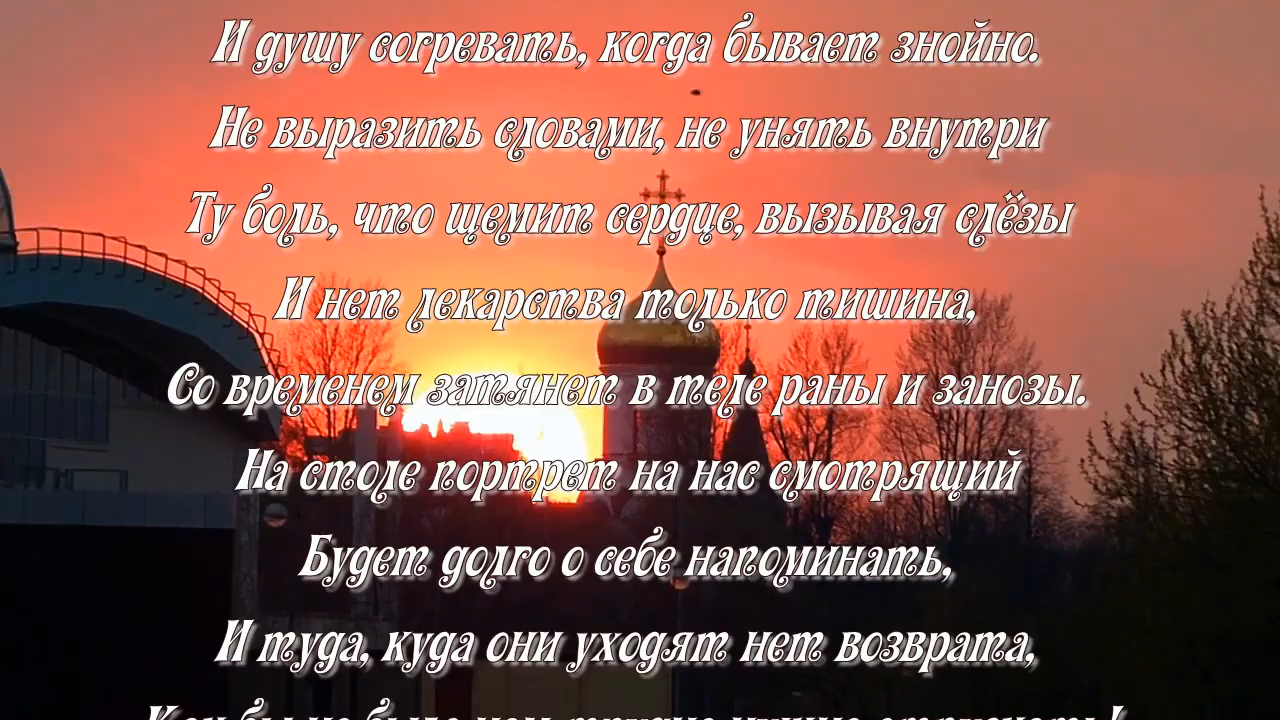 И душу согревать, когда бывает знойно.
Не выразить словами, не унять внутри
Ту боль, что щемит сердце, вызывая слёзы
И нет лекарства только тишина,
Со временем затянет в теле раны и занозы.
На столе портрет на нас смотрящий
Будет долго о себе напоминать,
И туда, куда они уходят нет возврата,